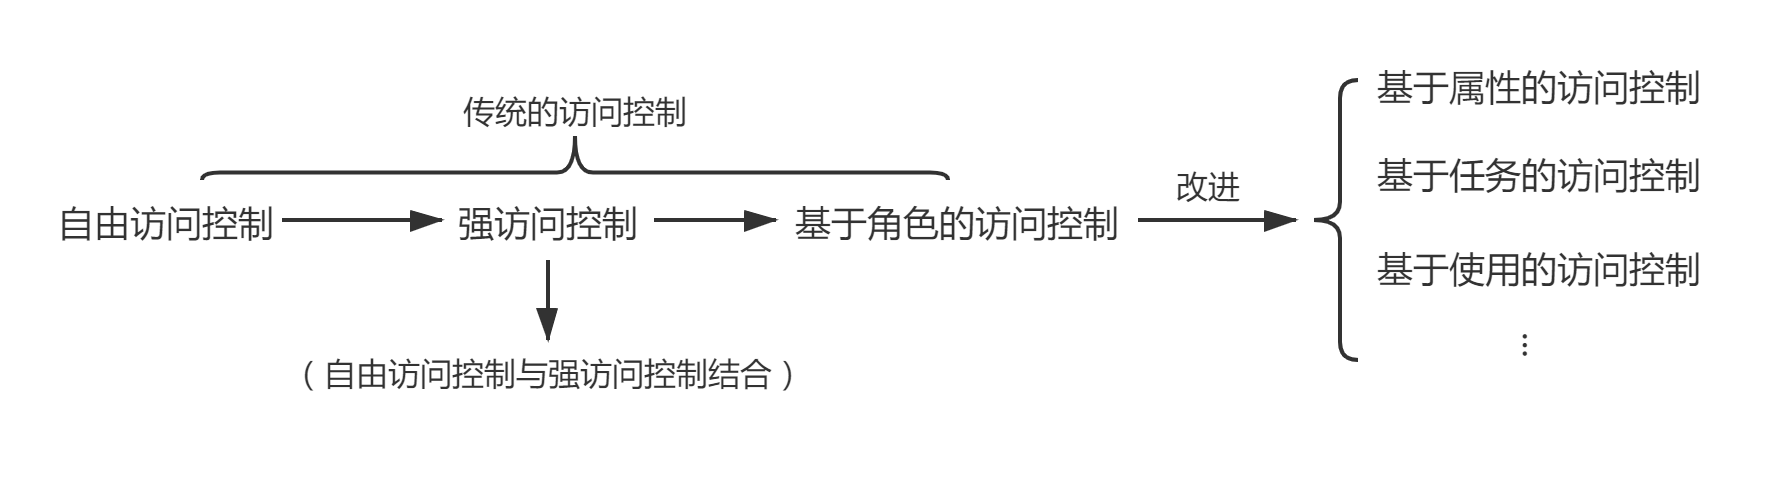 传统的访问控制
自由访问控制
强访问控制
基于角色的访问控制
改进
基于属性的访问控制
基于任务的访问控制
基于使用的访问控制
⋮
（自由访问控制与强访问控制结合）